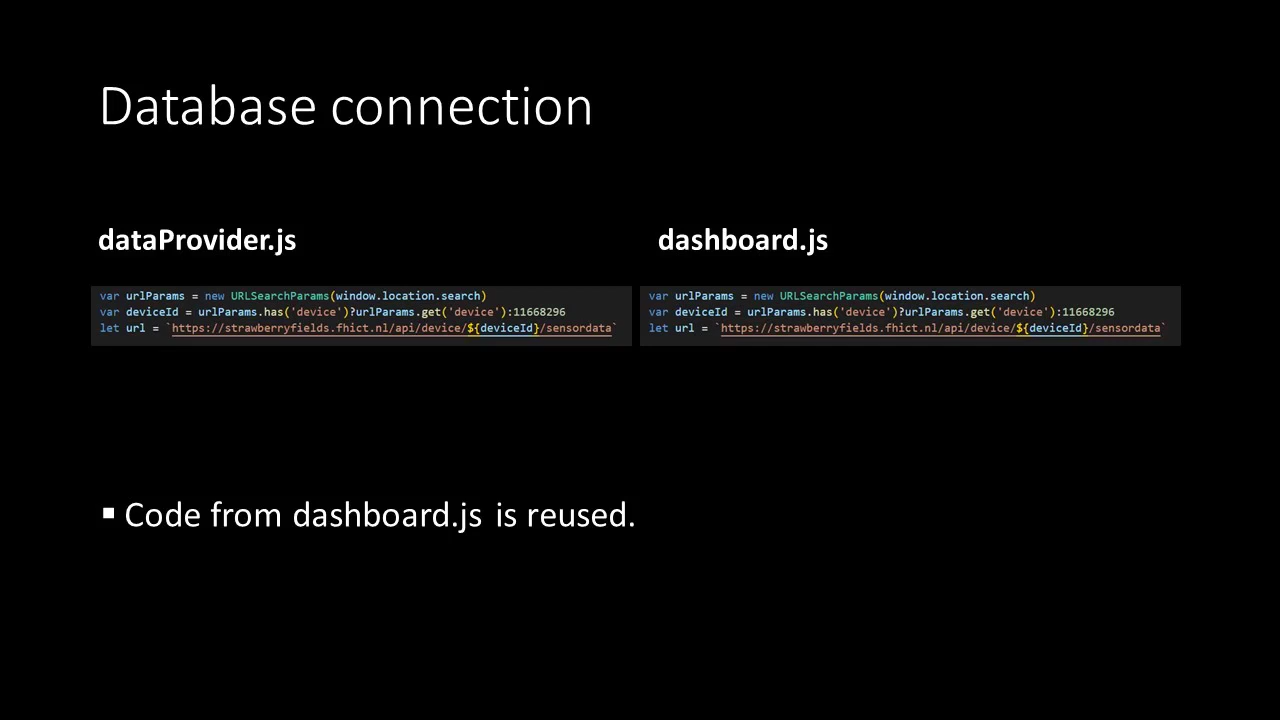 Database connection
dataProvider.js
var urlParams = new URLSearchParams(window.location.search)
var deviceId = urlParams.has('device')?urlParams.get('device'):11668296
let url = `https://strawberryfields.fhict.nl/api/device/${deviceId}/sensordata`
dashboard.js
var urlParams = new URLSearchParams(window.location.search)
var deviceId = urlParams.has('device')?urlParams.get('device'):11668296
let url = `https://strawberryfields.fhict.nl/api/device/${deviceId}/sensordata`
▪ Code from dashboard.js is reused.